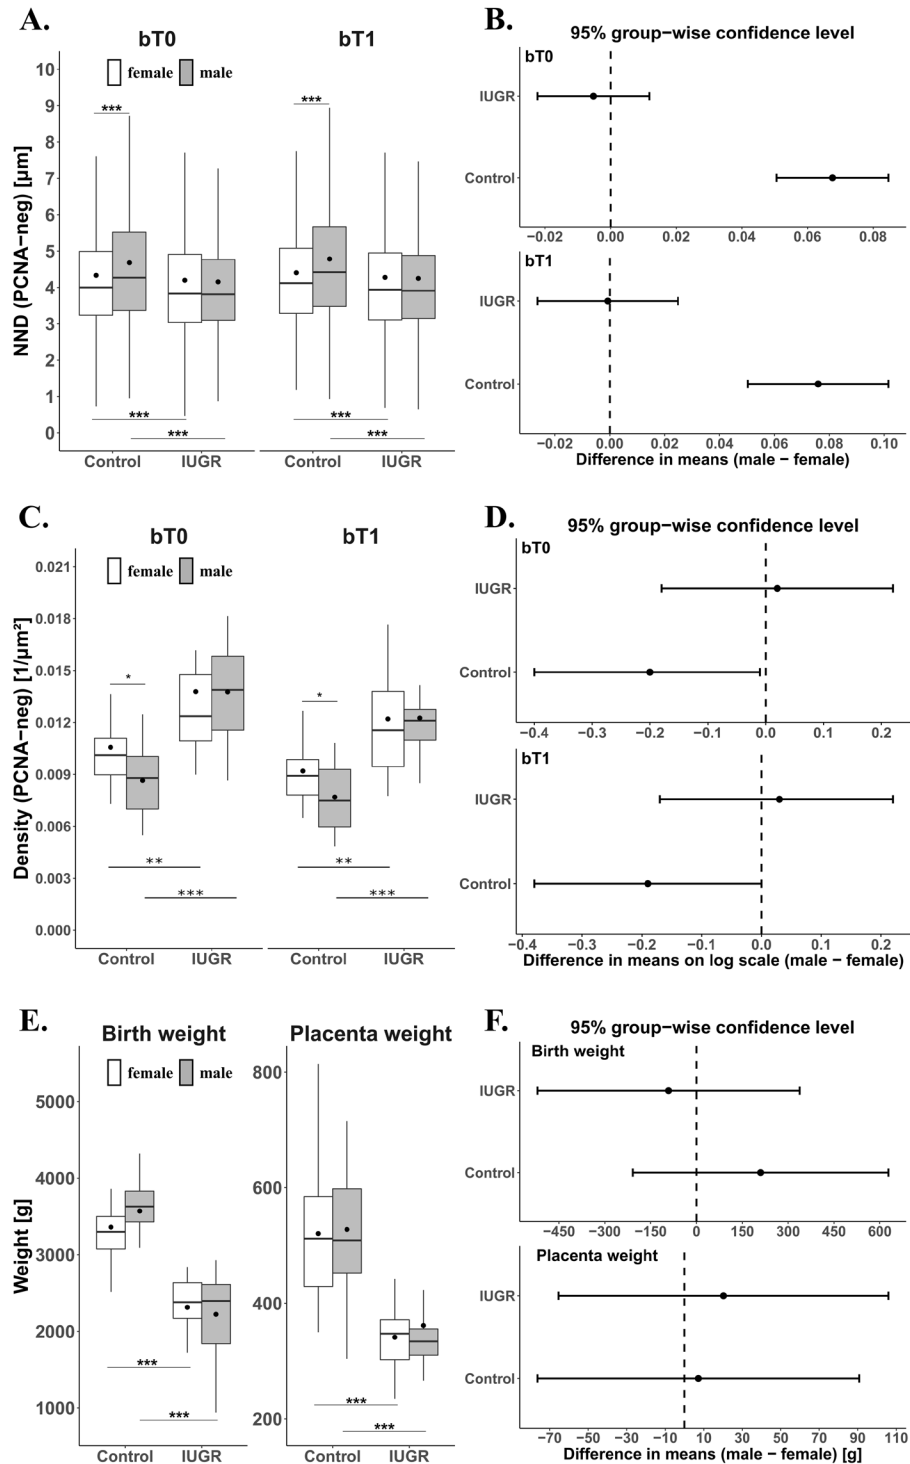 A.
bT0
bT1
female
male
NND (PCNA−neg) [μm]
10
9
8
7
6
5
4
3
2
1
0
***
***
***
***
***
***
Control
IUGR
Control
IUGR
B.
95% group−wise confidence level
bT0
IUGR
Control
−0.02
0.00
0.02
0.04
0.06
0.08
bT1
IUGR
Control
−0.02
0.00
0.02
0.04
0.06
0.08
0.10
Difference in means (male − female)
C.
bT0
bT1
female
male
Density (PCNA−neg) [1/μm²]
0.021
0.018
0.015
0.012
0.009
0.006
0.003
0.000
*
*
**
***
**
***
Control
IUGR
Control
IUGR
D.
95% group−wise confidence level
bT0
IUGR
Control
−0.4
−0.3
−0.2
−0.1
0.0
0.1
0.2
bT1
IUGR
Control
−0.4
−0.3
−0.2
−0.1
0.0
0.1
0.2
Difference in means on log scale (male − female)
E.
Birth weight
Placenta weight
female
male
Weight [g]
5000
4000
3000
2000
1000
800
600
400
200
***
***
***
***
Control
IUGR
Control
IUGR
F.
95% group−wise confidence level
Birth weight
IUGR
Control
−450
−300
−150
0
150
300
450
600
Placenta weight
IUGR
Control
−70
−50
−30
−10
10
30
50
70
90
110
Difference in means (male − female) [g]